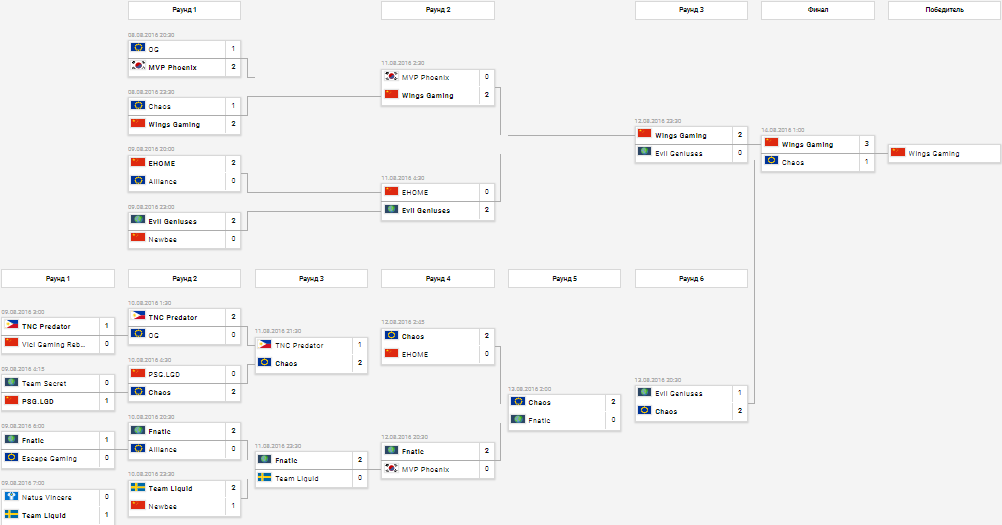 Раунд 1
Раунд 2
Раунд 3
Финал
Победитель
08.08.2016 20:30
OG 1
MVP Phoenix 2
08.08.2016 23:30
Chaos 1
Wings Gaming 2
09.08.2016 20:00
EHOME 2
Alliance 0
09.08.2016 23:00
Evil Geniuses 2
Newbee 0
11.08.2016 2:30
MVP Phoenix 0
Wings Gaming 2
11.08.2016 4:30
EHOME 0
Evil Geniuses 2
12.08.2016 23:30
Wings Gaming 2
Evil Geniuses 0
14.08.2016 1:00
Wings Gaming 3
Chaos 1
Wings Gaming
Раунд 1
Раунд 2
Раунд 3
Раунд 4
Раунд 5
Раунд 6
09.08.2016 3:00
TNC Predator 1
Vici Gaming Reb... 0
09.08.2016 4:15
Team Secret 0
PSG.LGD 1
09.08.2016 6:00
Fnatic 1
Escape Gaming 0
09.08.2016 7:00
Natus Vincere 0
Team Liquid 1
10.08.2016 1:30
TNC Predator 2
OG 0
10.08.2016 4:30
PSG.LGD 0
Chaos 2
10.08.2016 20:30
Fnatic 2
Alliance 0
10.08.2016 23:30
Team Liquid 2
Newbee 1
11.08.2016 21:30
TNC Predator 1
Chaos 2
11.08.2016 23:30
Fnatic 2
Team Liquid 0
12.08.2016 3:45
Chaos 2
EHOME 0
12.08.2016 20:30
Fnatic 2
MVP Phoenix 0
13.08.2016 2:00
Chaos 2
Fnatic 0
13.08.2016 20:30
Evil Geniuses 1
Chaos 2